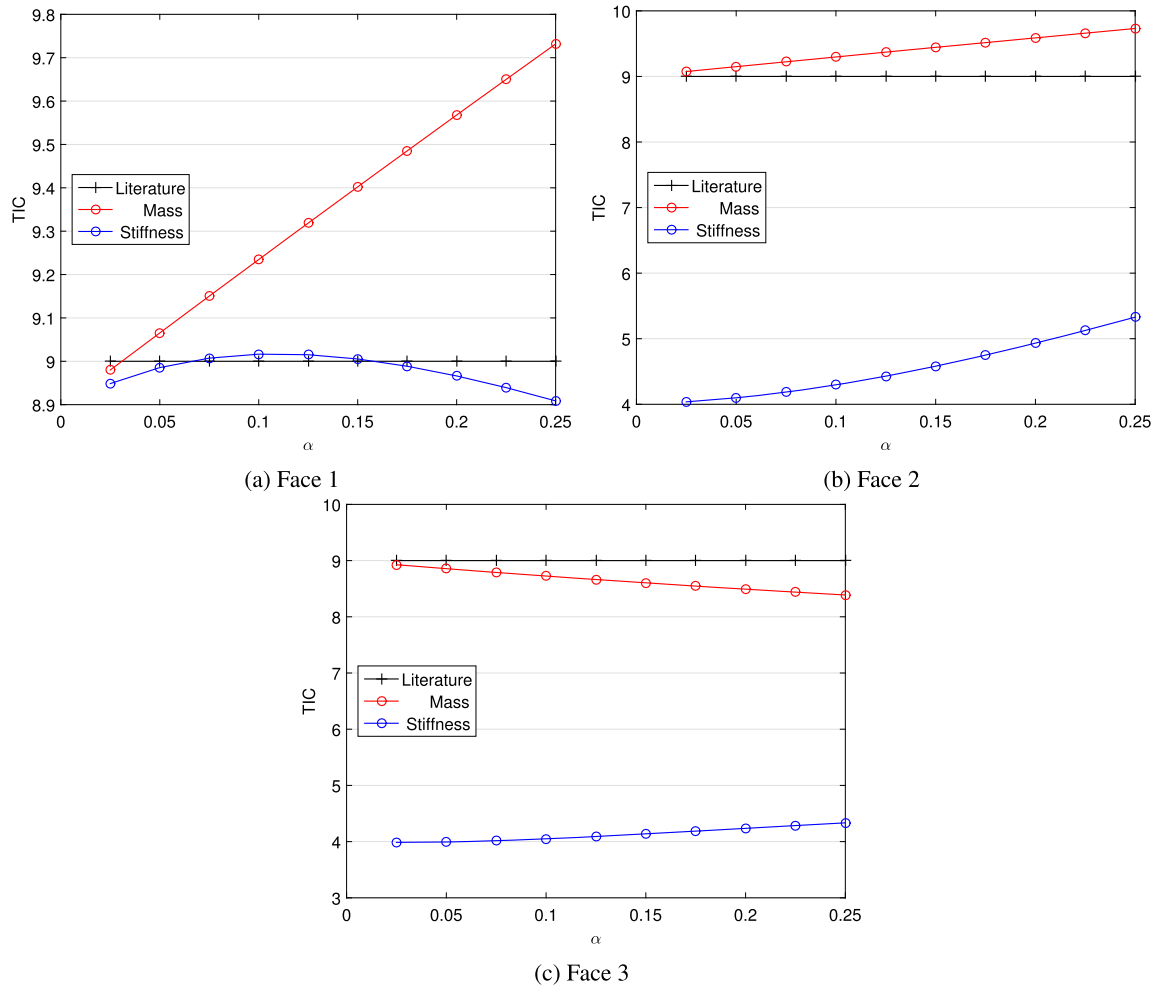 9.8
9.7
9.6
9.5
9.4
9.3
9.2
9.1
9
8.9
TIC
Literature
Mass
Stiffness
0 0.05 0.1 0.15 0.2 0.25
α
(a) Face 1
10
9
8
7
6
5
4
TIC
Literature
Mass
Stiffness
0 0.05 0.1 0.15 0.2 0.25
α
(b) Face 2
10
9
8
7
6
5
4
3
TIC
Literature
Mass
Stiffness
0 0.05 0.1 0.15 0.2 0.25
α
(c) Face 3